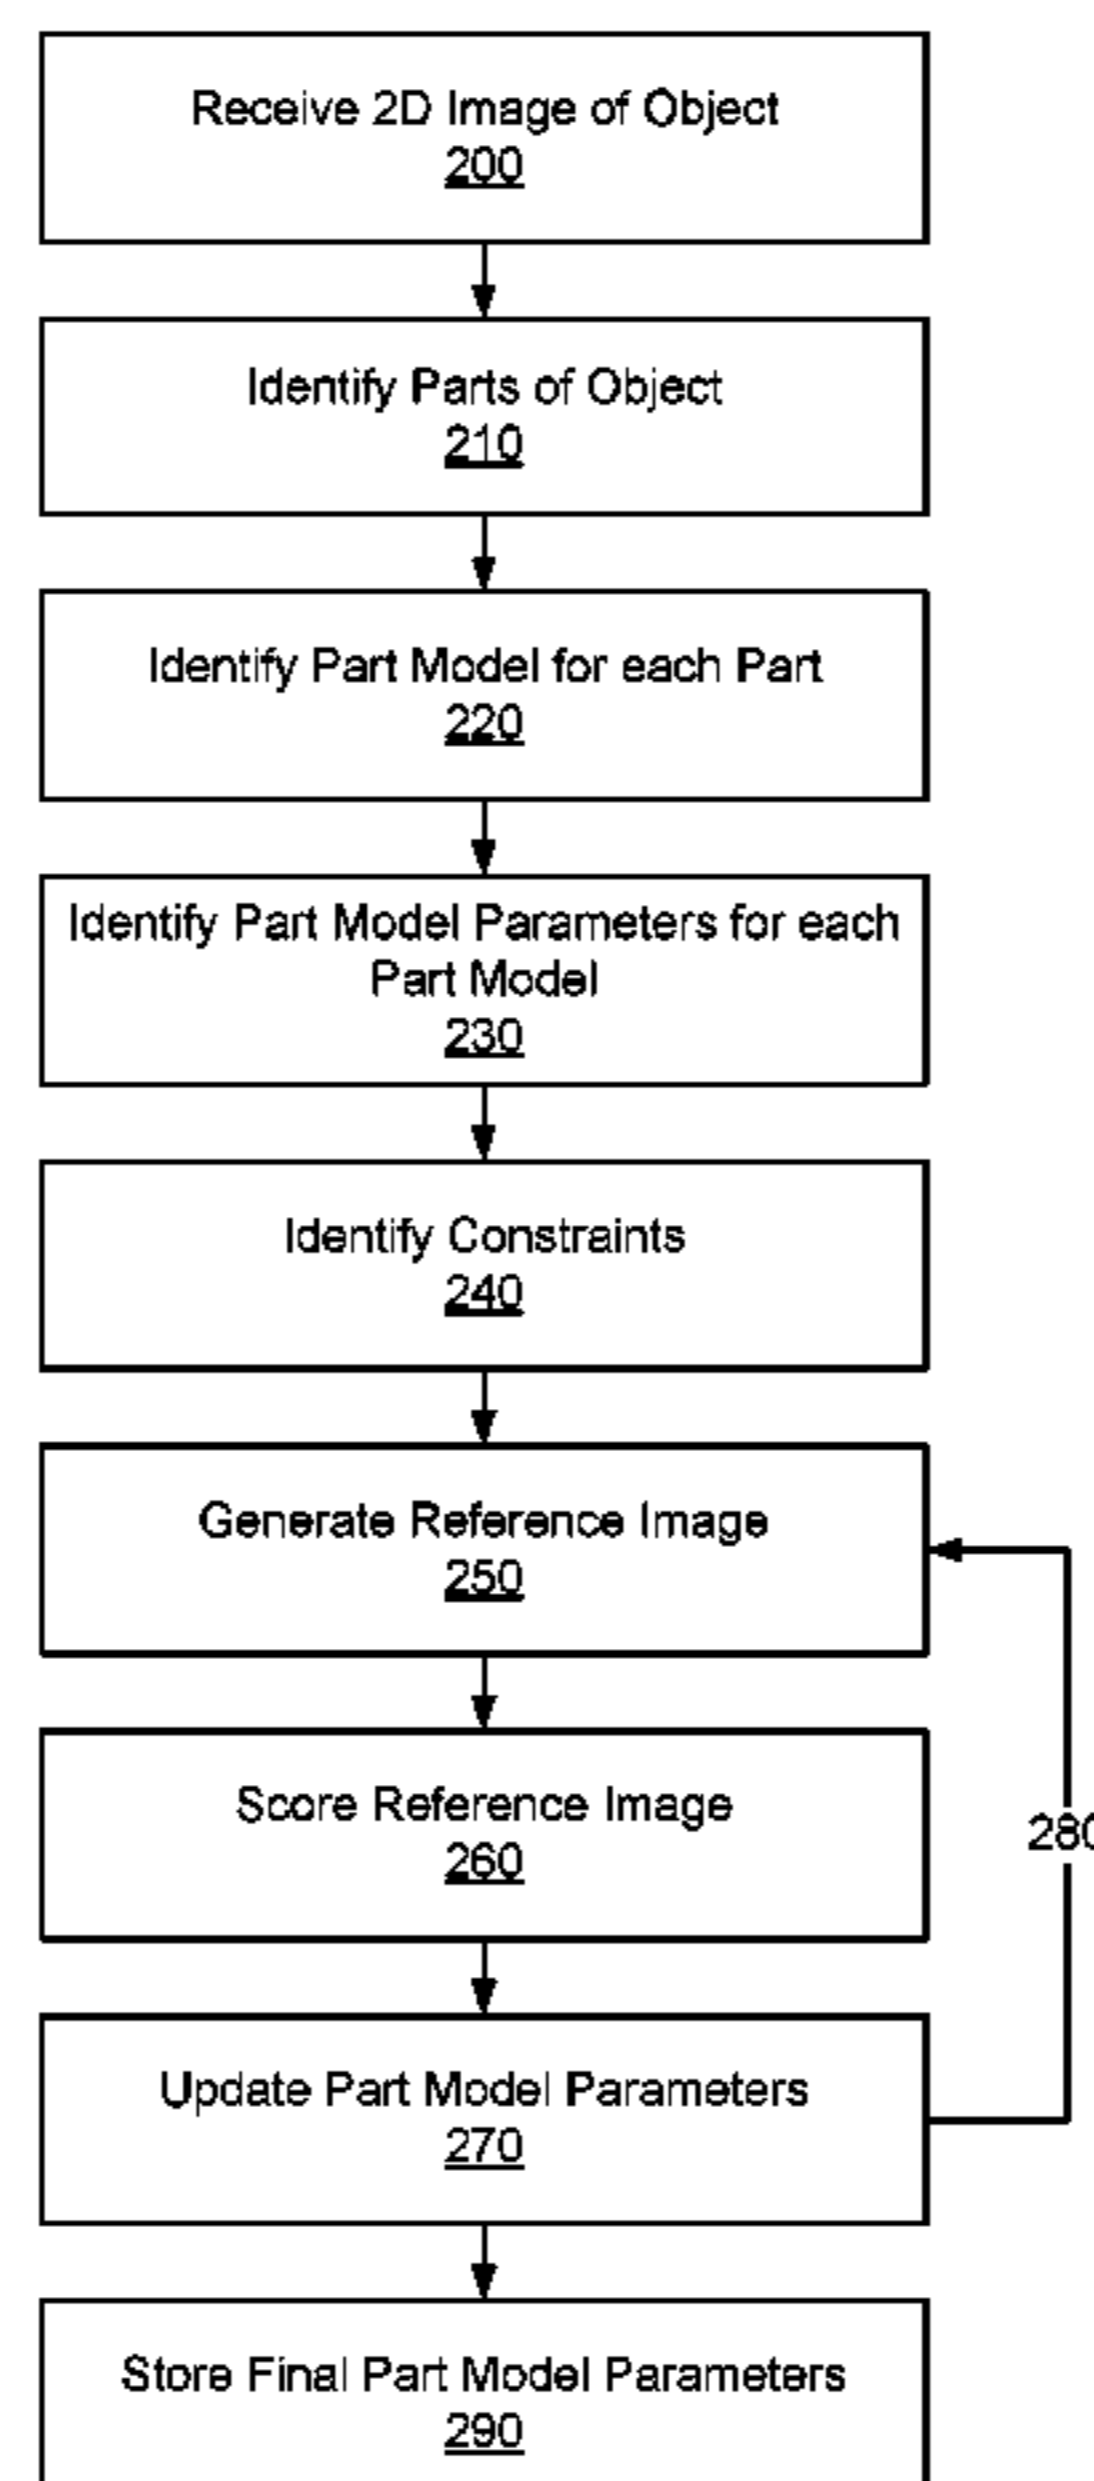 Receive 2D Image of Object
200
Identify Parts of Object
210
Identify Part Model for each Part
220
Identify Part Model Parameters for each
Part Model
230
Identify Constraints
240
Generate Reference Image
250
Score Reference Image
260
280
Update Part Model Parameters
270
Store Final Part Model Parameters
290